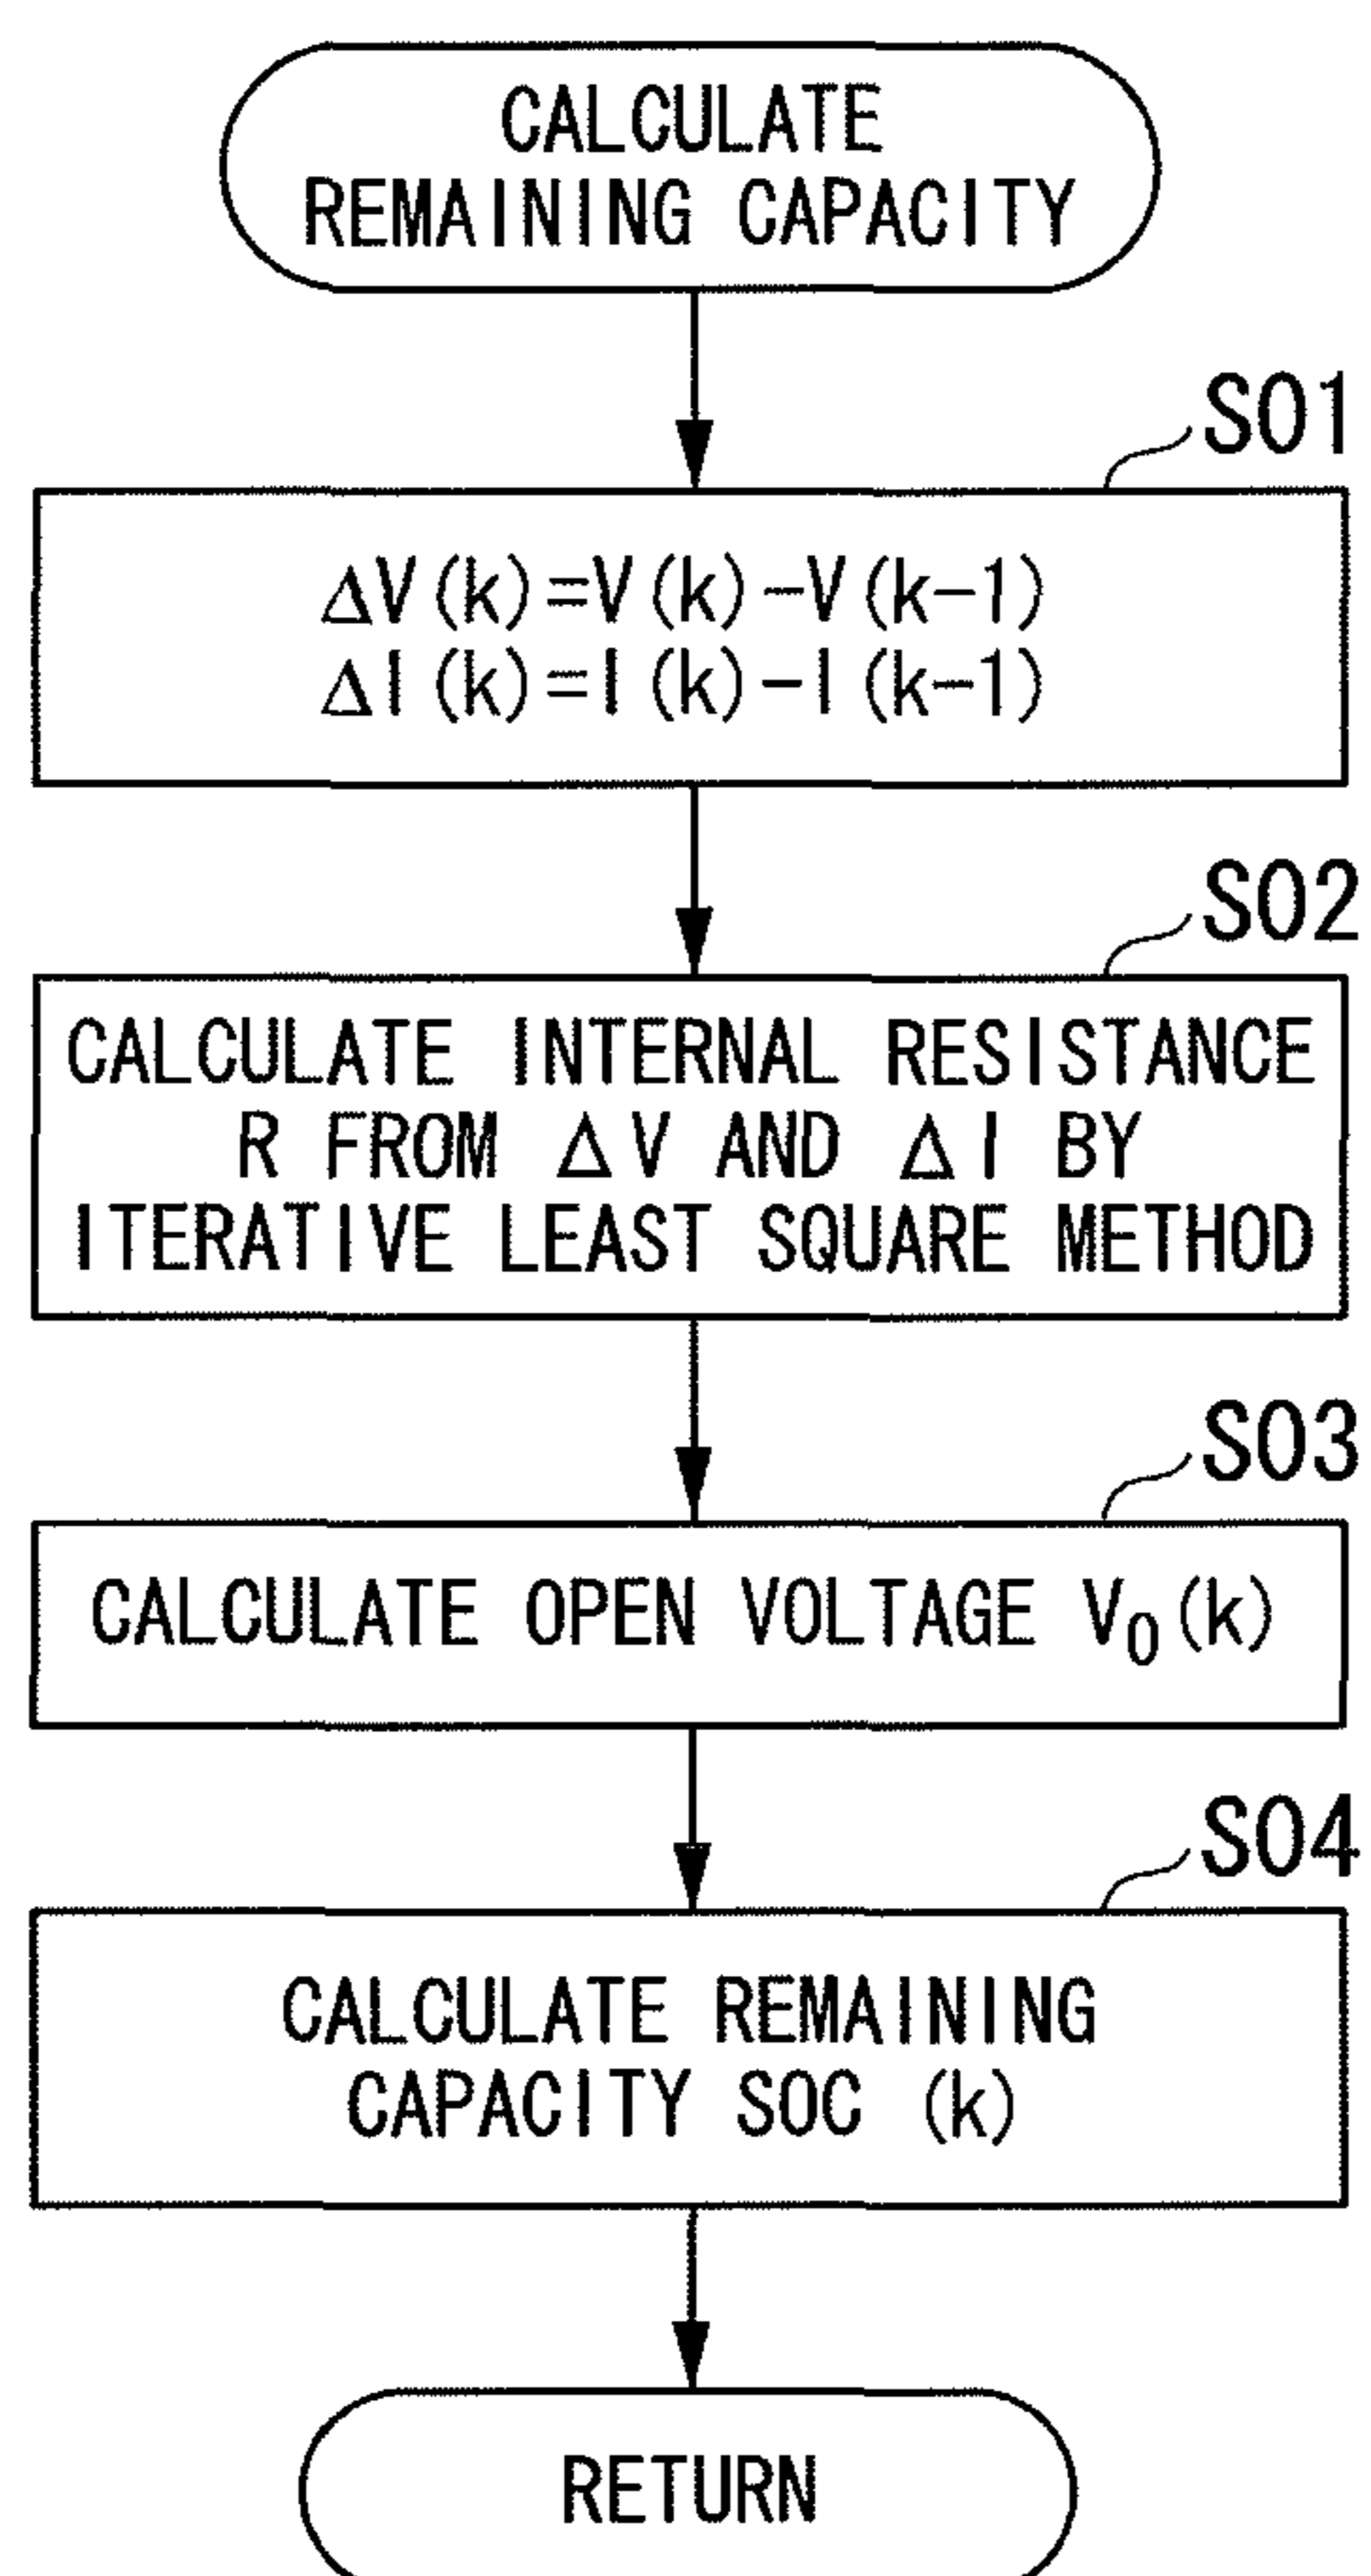 CALCULATE
REMAINING CAPACITY
S01
ΔV(k)=V(k)-V(k-1)
ΔI(k)=I(k)-I(k-1)
S02
CALCULATE INTERNAL RESISTANCE
R FROM ΔV AND ΔI BY
ITERATIVE LEAST SQUARE METHOD
S03
CALCULATE OPEN VOLTAGE V₀(k)
S04
CALCULATE REMAINING
CAPACITY SOC (k)
RETURN